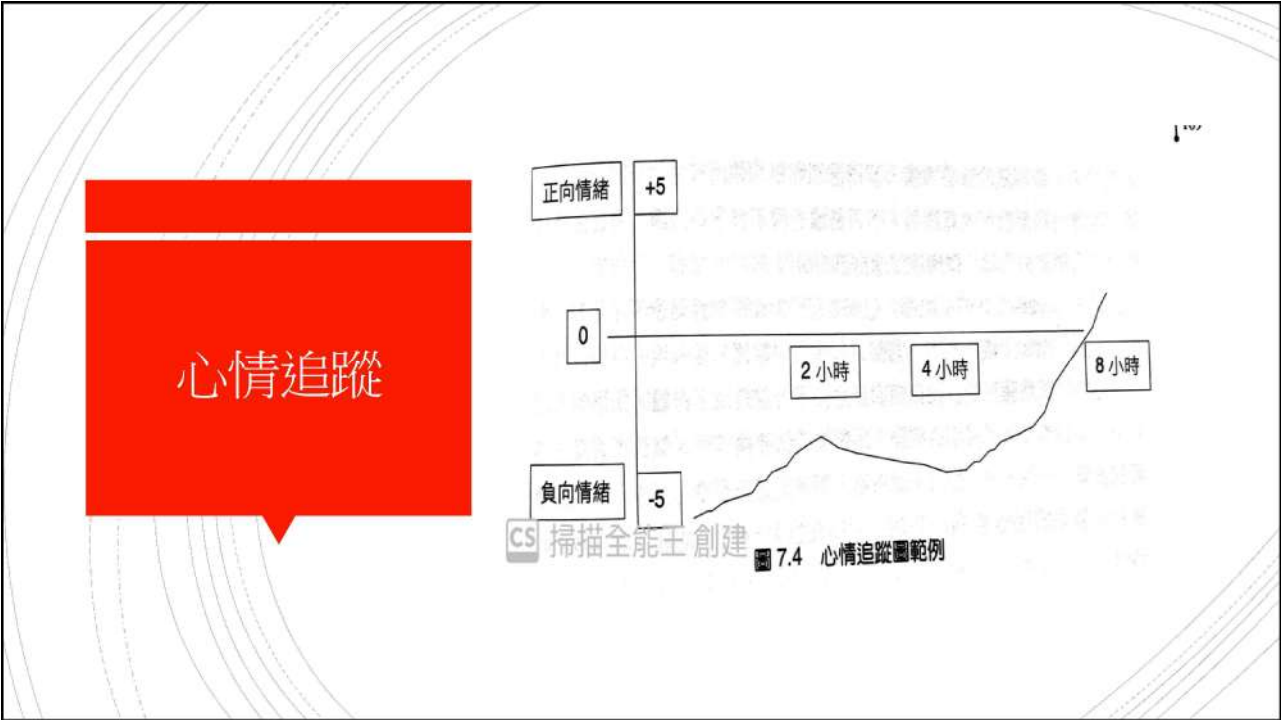 心情追蹤
正向情緒
+5
0
2 小時
4 小時
8 小時
負向情緒
-5
CS 掃描全能王 創建
圖 7.4 心情追蹤圖範例